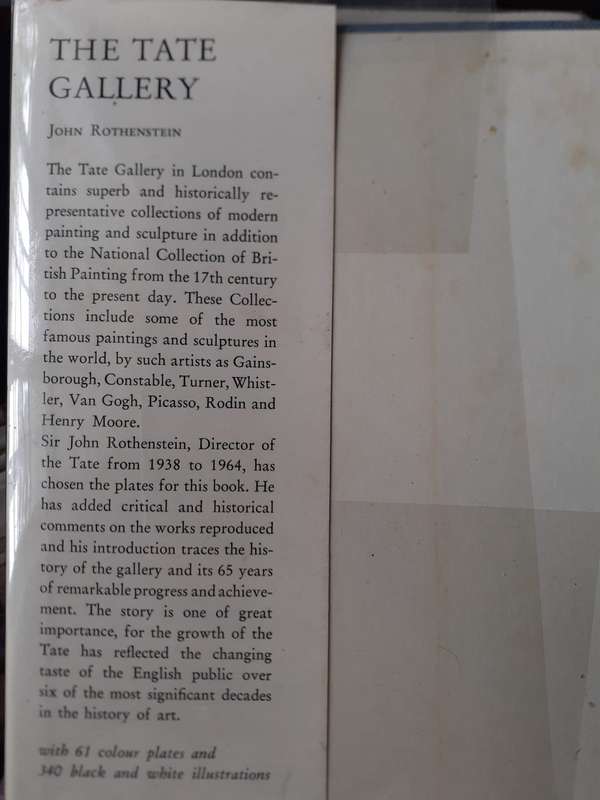 THE TATE
GALLERY
JOHN ROTHENSTEIN
The Tate Gallery in London con-
tains superb and historically re-
presentative collections of modern
painting and sculpture in addition
to the National Collection of Bri-
tish Painting from the 17th century
to the present day. These Collec-
tions include some of the most
famous paintings and sculptures in
the world, by such artists as Gains-
borough, Constable, Turner, Whist-
ler, Van Gogh, Picasso, Rodin and
Henry Moore.
Sir John Rothenstein, Director of
the Tate from 1938 to 1964, has
chosen the plates for this book. He
has added critical and historical
comments on the works reproduced
and his introduction traces the his-
tory of the gallery and its 65 years
of remarkable progress and achieve-
ment. The story is one of great
importance, for the growth of the
Tate has reflected the changing
taste of the English public over
six of the most significant decades
in the history of art.
with 61 colour plates and
340 black and white illustrations